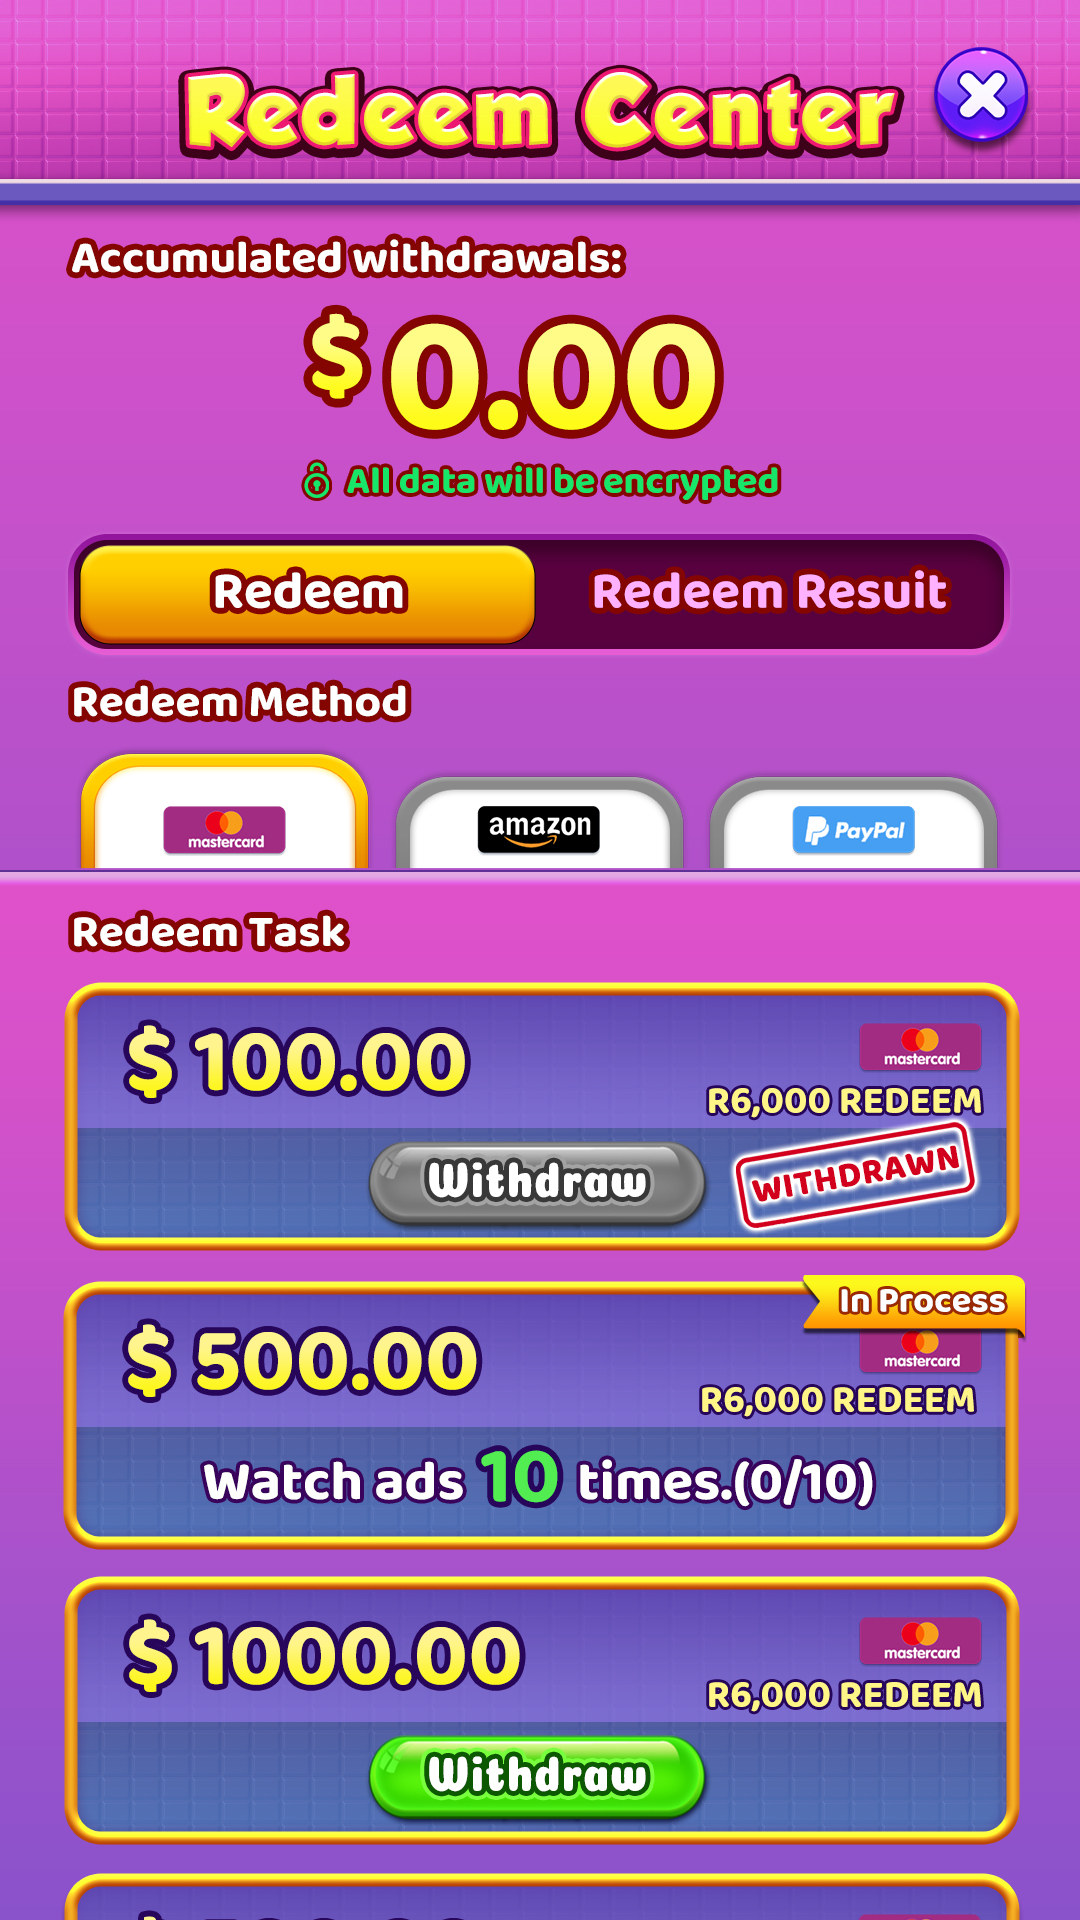 Redeem Center
Accumulated withdrawals:
$0.00
All data will be encrypted
Redeem
Redeem Resuit
Redeem Method
mastercard
amazon
PayPal
Redeem Task
$ 100.00
mastercard
R6,000 REDEEM
Withdraw
WITHDRAWN
In Process
$ 500.00
mastercard
R6,000 REDEEM
Watch ads 10 times.(0/10)
$ 1000.00
mastercard
R6,000 REDEEM
Withdraw